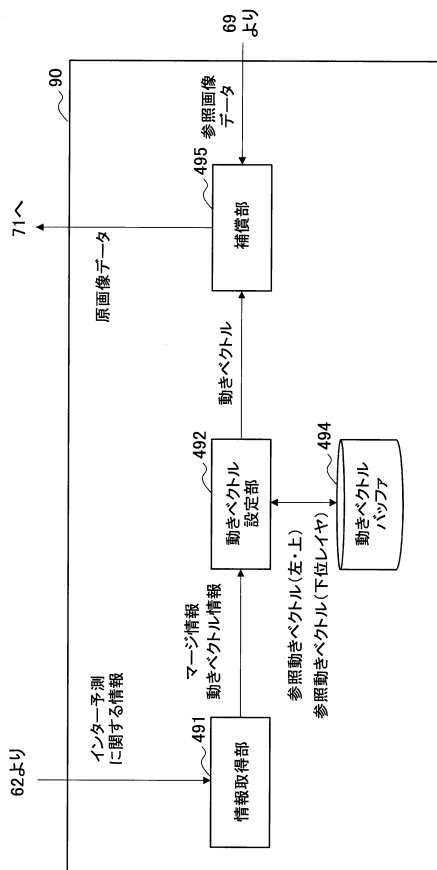 90
62より
インター予測
に関する情報
71へ
原画像データ
69
より
参照画像
データ
491
情報取得部
マージ情報
動きベクトル情報
492
動きベクトル
設定部
動きベクトル
495
補償部
参照動きベクトル(左・上)
参照動きベクトル(下位レイヤ)
494
動きベクトル
バッファ